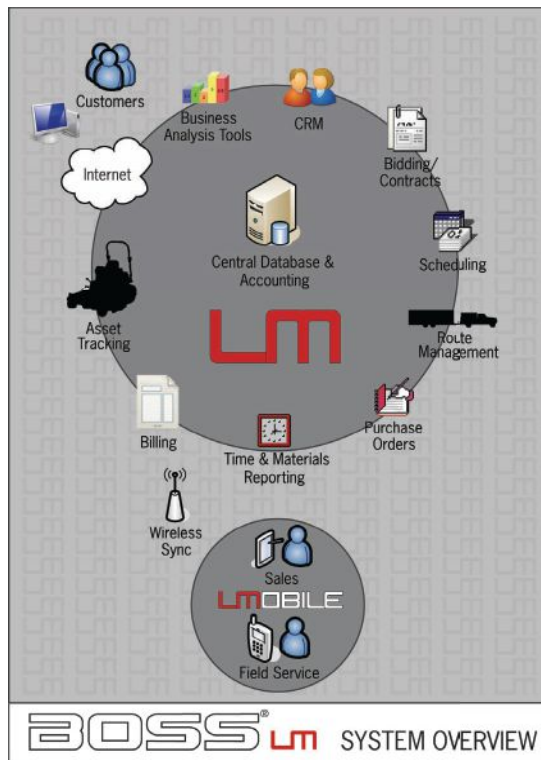 Customers
Business
Analysis Tools
CRM
Bidding/
Contracts
Internet
Scheduling
Central Database &
Accounting
LM
Asset
Tracking
Route
Management
Billing
Time & Materials
Reporting
Purchase
Orders
Wireless
Sync
Sales
LMOBILE
Field Service
BOSS® LM SYSTEM OVERVIEW